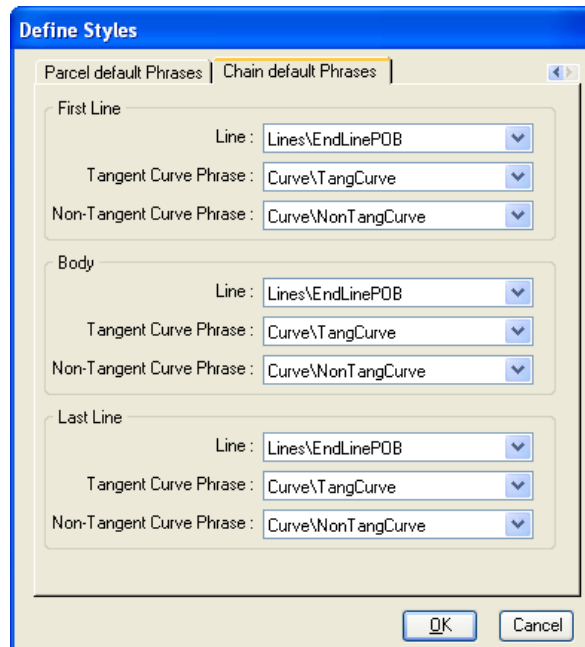 Define Styles
Parcel default Phrases Chain default Phrases
First Line
Line : Lines\EndLinePOB
Tangent Curve Phrase : Curve\TangCurve
Non-Tangent Curve Phrase : Curve\NonTangCurve
Body
Line : Lines\EndLinePOB
Tangent Curve Phrase : Curve\TangCurve
Non-Tangent Curve Phrase : Curve\NonTangCurve
Last Line
Line : Lines\EndLinePOB
Tangent Curve Phrase : Curve\TangCurve
Non-Tangent Curve Phrase : Curve\NonTangCurve
OK Cancel